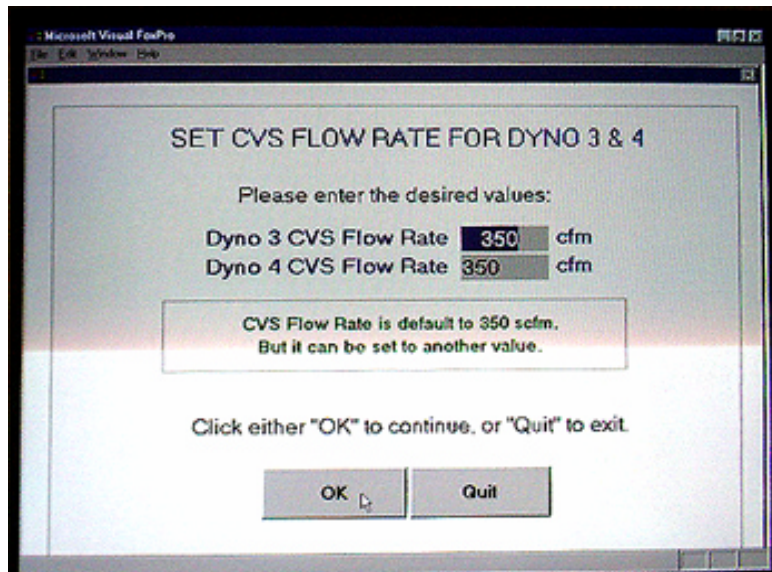 Microsoft Visual FoxPro
File Edit Window Help
SET CVS FLOW RATE FOR DYNO 3 & 4
Please enter the desired values:
Dyno 3 CVS Flow Rate 350 cfm
Dyno 4 CVS Flow Rate 350 cfm
CVS Flow Rate is default to 350 scfm.
But it can be set to another value.
Click either "OK" to continue, or "Quit" to exit.
OK Quit